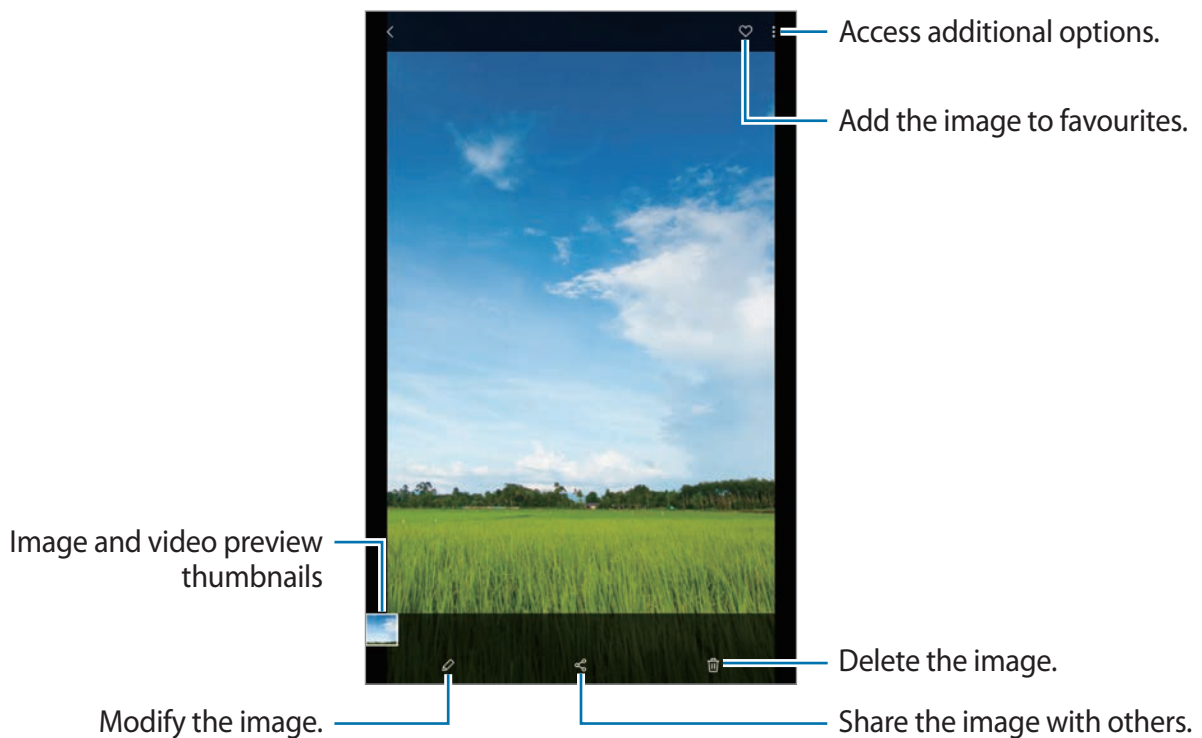 Access additional options.
Add the image to favourites.
Image and video preview
thumbnails
Delete the image.
Modify the image.
Share the image with others.